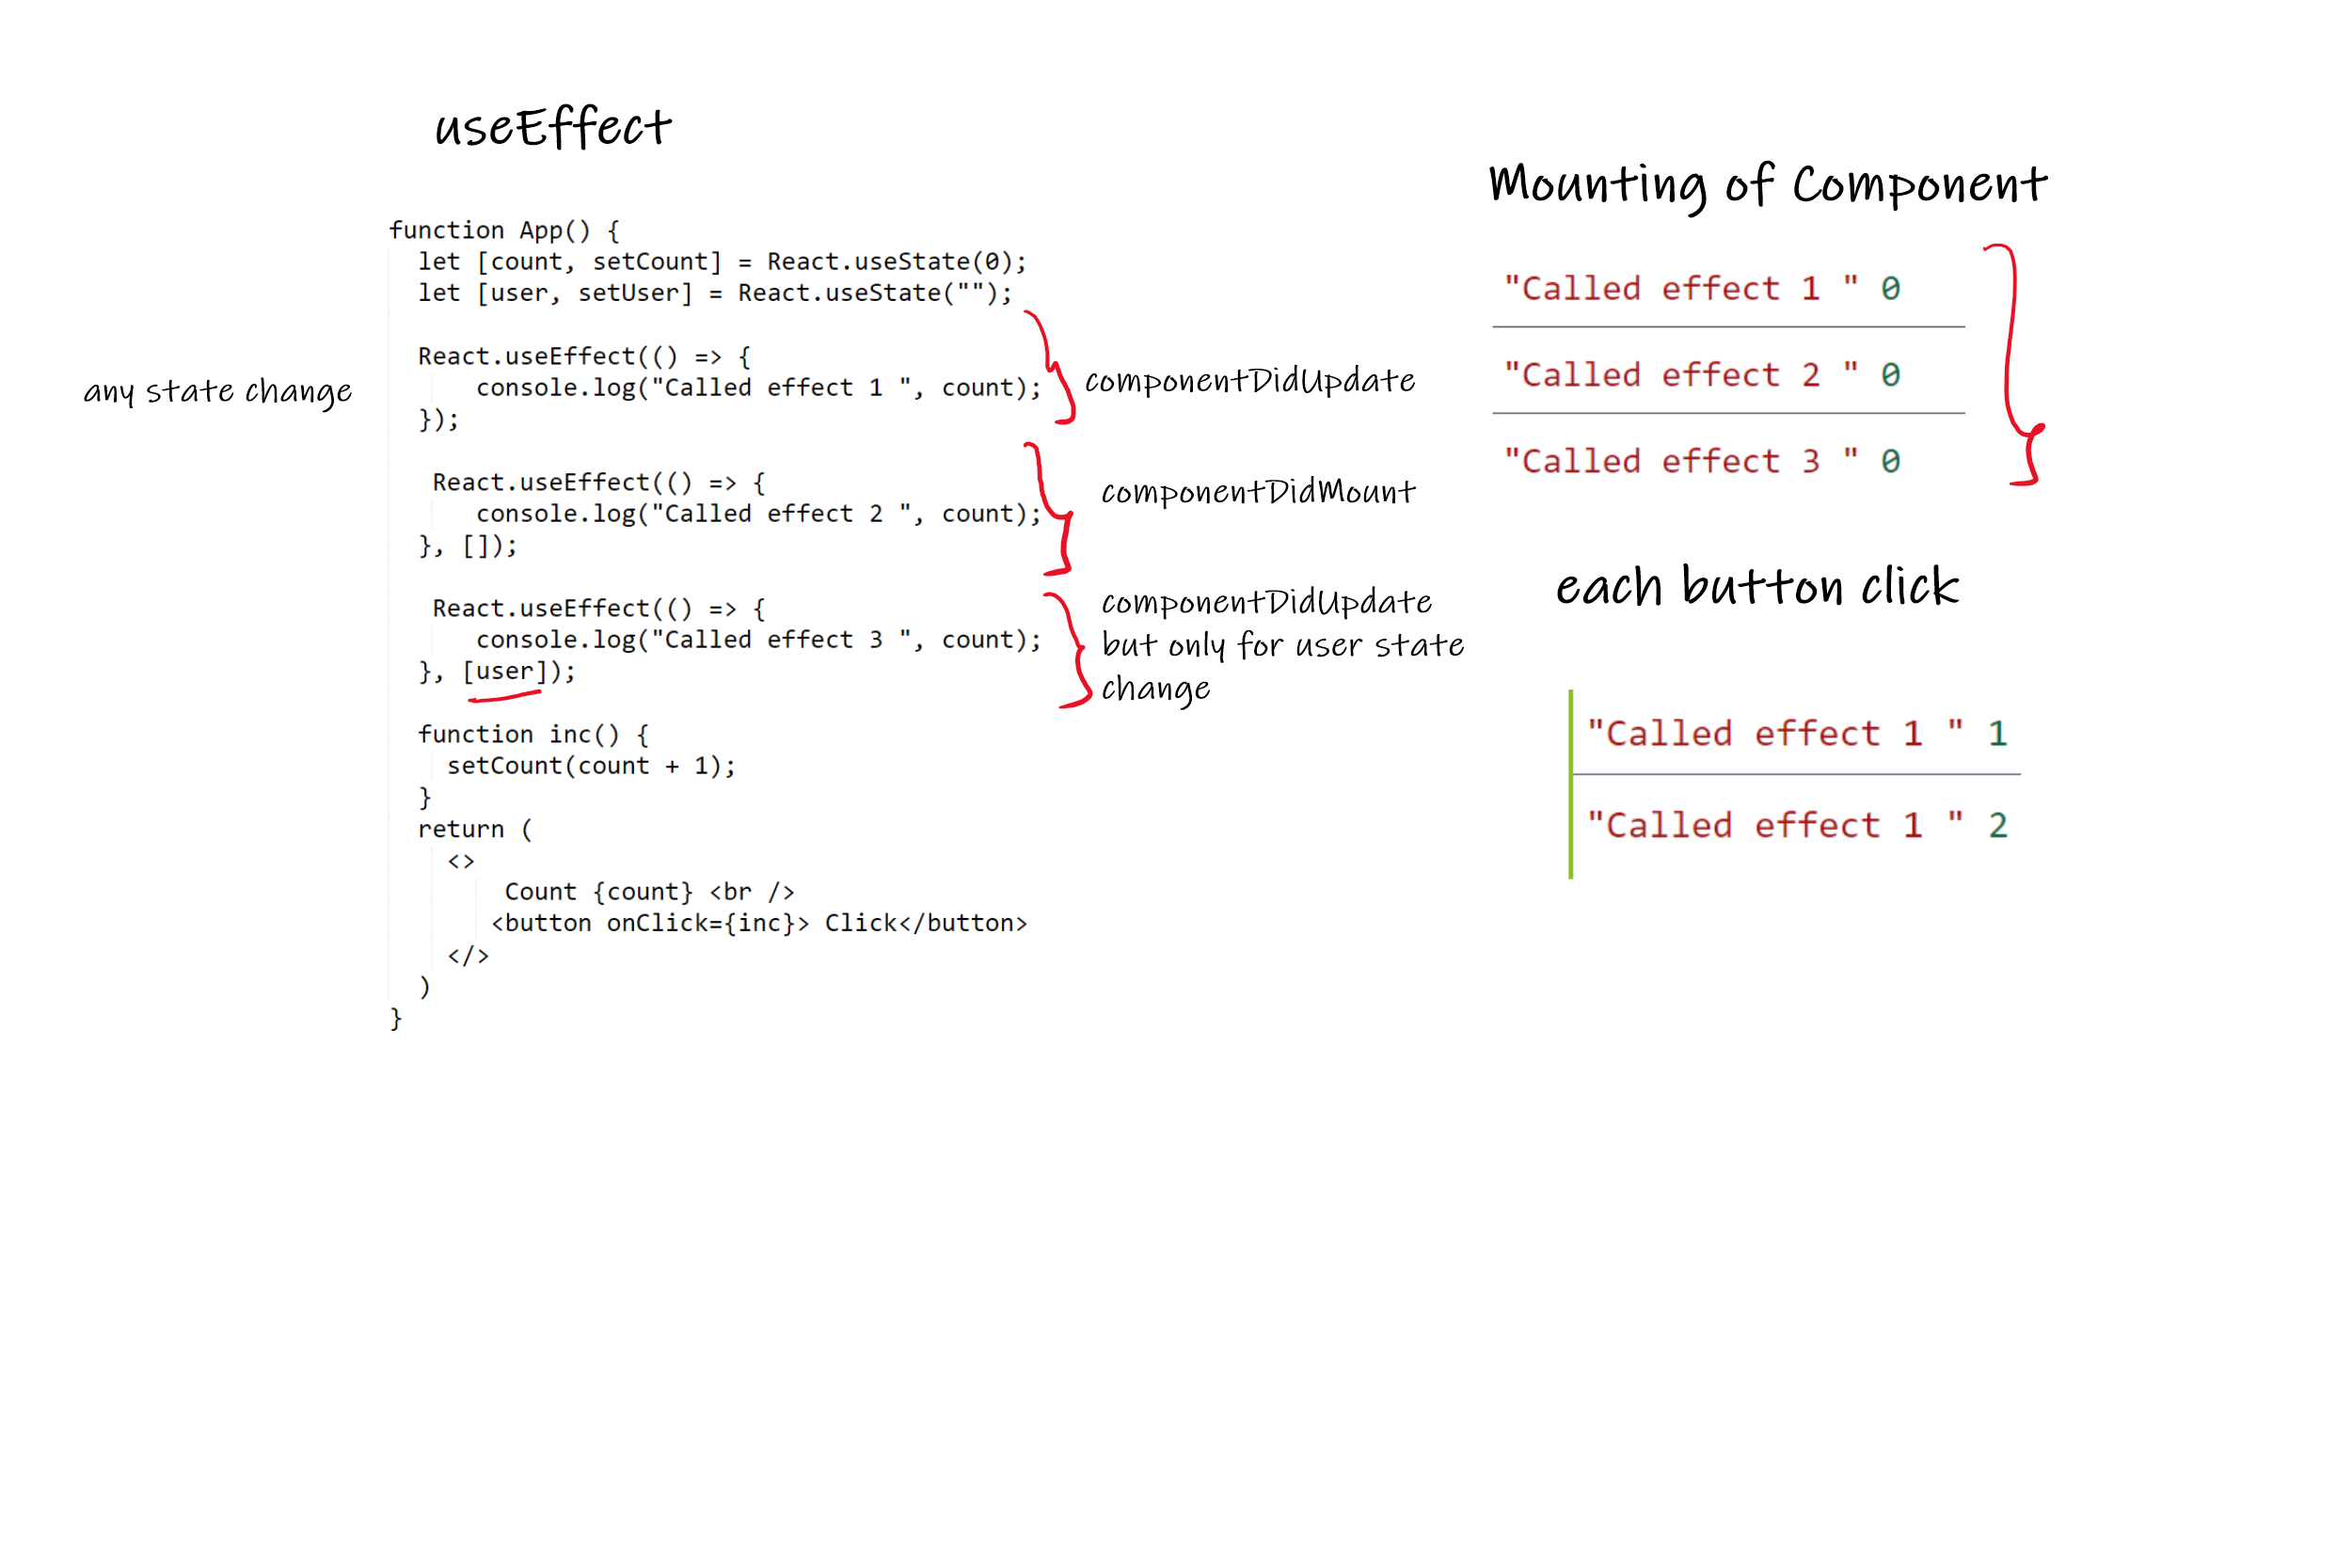 useEffect
function App() {
let [count, setCount] = React.useState(0);
let [user, setUser] = React.useState("");
React.useEffect(() => {
console.log("Called effect 1 ", count);
});
any state change
componentDidUpdate
React.useEffect(() => {
console.log("Called effect 2 ", count);
}, []);
componentDidMount
React.useEffect(() => {
console.log("Called effect 3 ", count);
}, [user]);
componentDidUpdate
but only for user state
change
function inc() {
setCount(count + 1);
}
return (
<>
Count {count} <br />
<button onClick={inc}> Click</button>
</>
)
}
Mounting of Component
"Called effect 1 " 0
"Called effect 2 " 0
"Called effect 3 " 0
each button click
"Called effect 1 " 1
"Called effect 1 " 2